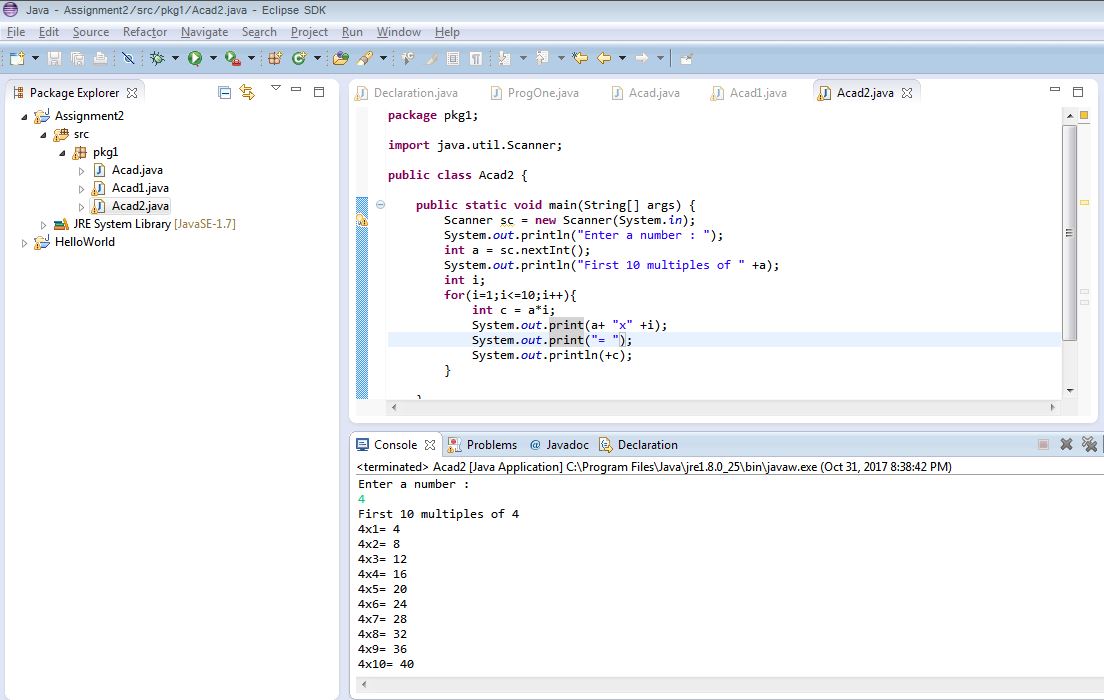 Java - Assignment2/src/pkg1/Acad2.java - Eclipse SDK
File Edit Source Refactor Navigate Search Project Run Window Help
Package Explorer
Assignment2
src
pkg1
Acad.java
Acad1.java
Acad2.java
JRE System Library [JavaSE-1.7]
HelloWorld
Declaration.java ProgOne.java Acad.java Acad1.java Acad2.java
package pkg1;
import java.util.Scanner;
public class Acad2 {
public static void main(String[] args) {
Scanner sc = new Scanner(System.in);
System.out.println("Enter a number : ");
int a = sc.nextInt();
System.out.println("First 10 multiples of " +a);
int i;
for(i=1;i<=10;i++){
int c = a*i;
System.out.print(a+ "x" +i);
System.out.print("= ");
System.out.println(+c);
}
}
Console Problems @ Javadoc Declaration
<terminated> Acad2 [Java Application] C:\Program Files\Java\jre1.8.0_25\bin\javaw.exe (Oct 31, 2017 8:38:42 PM)
Enter a number :
4
First 10 multiples of 4
4x1= 4
4x2= 8
4x3= 12
4x4= 16
4x5= 20
4x6= 24
4x7= 28
4x8= 32
4x9= 36
4x10= 40